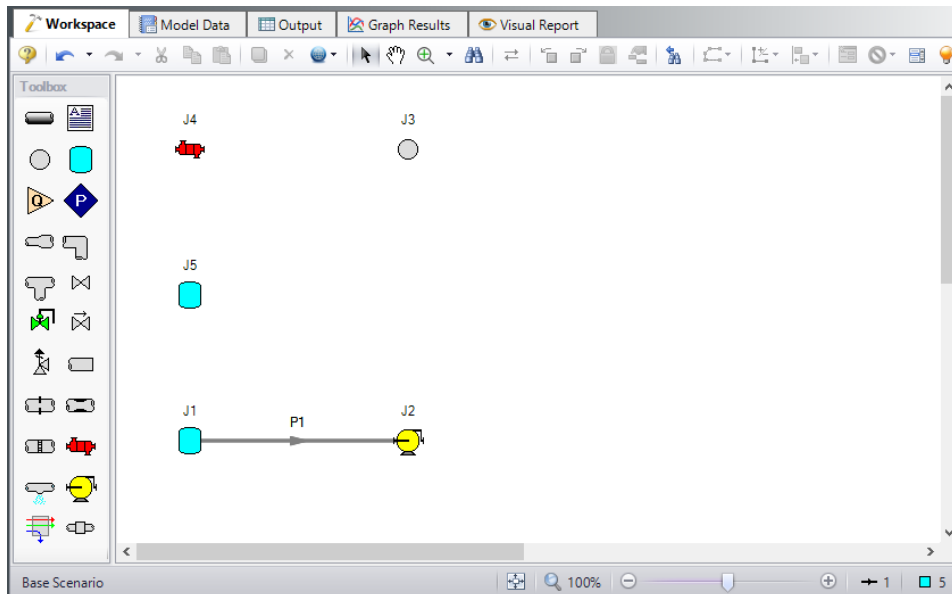 Workspace Model Data Output Graph Results Visual Report
Toolbox
A
Q P
J4 J3
J5
J1 P1 J2
Base Scenario 100% 1 5